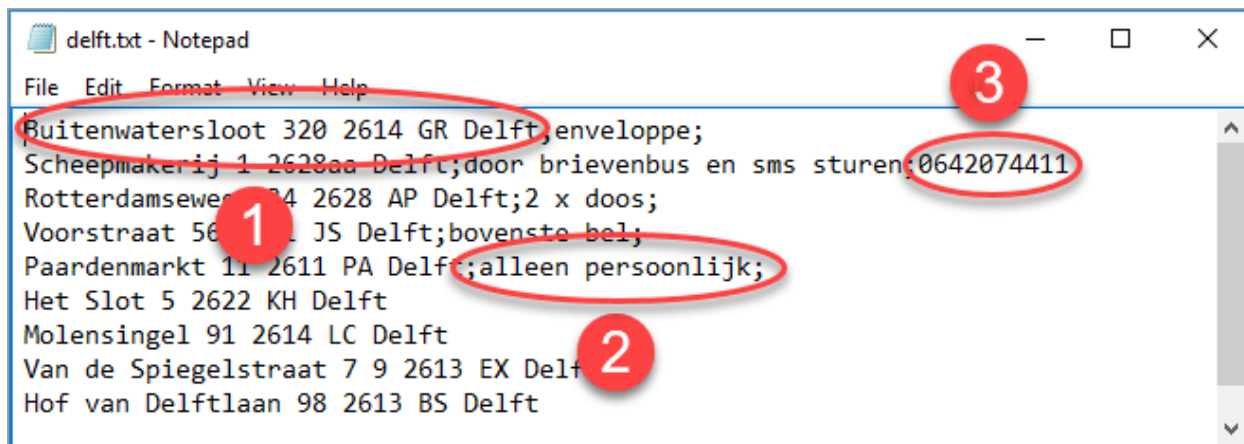 delft.txt - Notepad
File Edit Format View Help
3
Buitenwatersloot 320 2614 GR Delft;enveloppe;
Scheepmakerij 1 2628aa Delft;door brievenbus en sms sturen;0642074411
Rotterdamseweg 4 2628 AP Delft;2 x doos;
1
Voorstraat 56 JS Delft;bovenste bel;
Paardenmarkt 11 2611 PA Delft;alleen persoonlijk;
Het Slot 5 2622 KH Delft
Molensingel 91 2614 LC Delft
2
Van de Spiegelstraat 7 9 2613 EX Delf
Hof van Delftlaan 98 2613 BS Delft